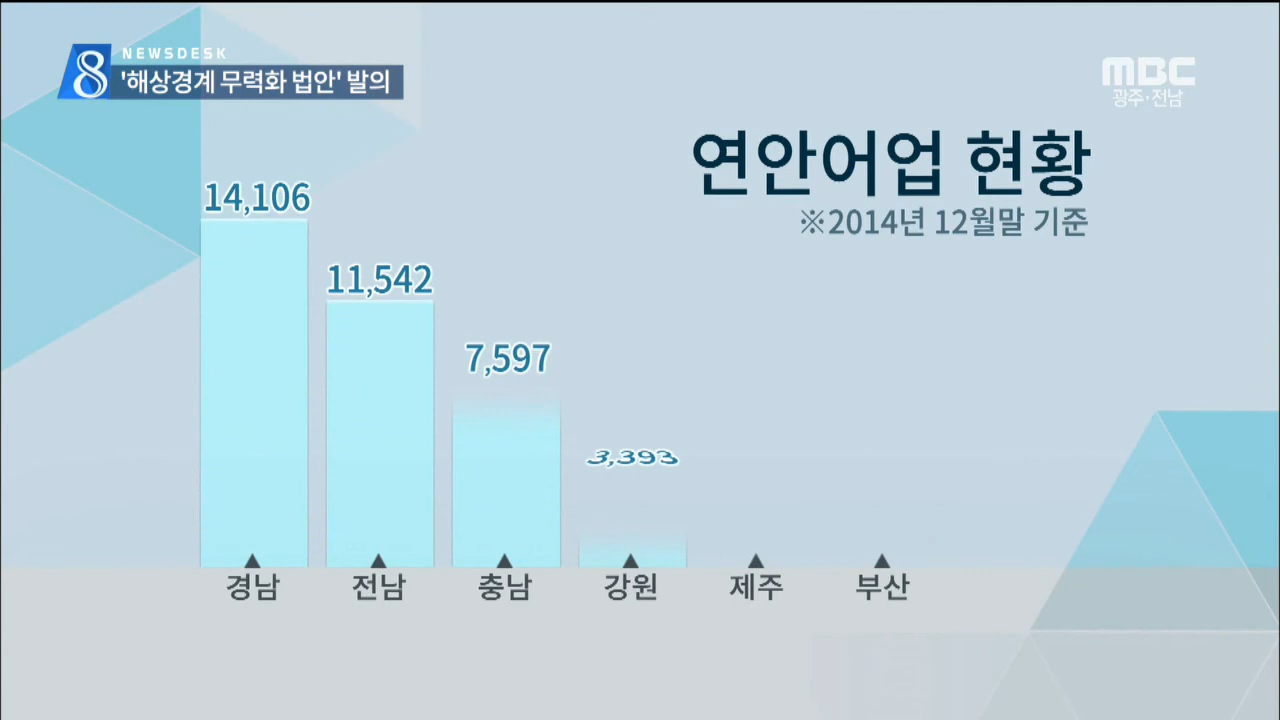 NEWSDESK
8 '해상경계 무력화 법안' 발의
MBC
광주·전남
연안어업 현황
※2014년 12월말 기준
14,106
11,542
7,597
3,393
경남 전남 충남 강원 제주 부산